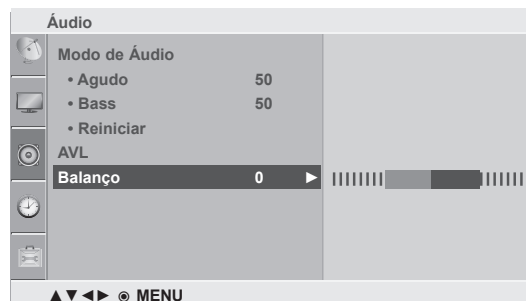 Áudio
Modo de Áudio
• Agudo 50
• Bass 50
• Reiniciar
AVL
Balanço 0 ►
▲▼◄► ◉ MENU